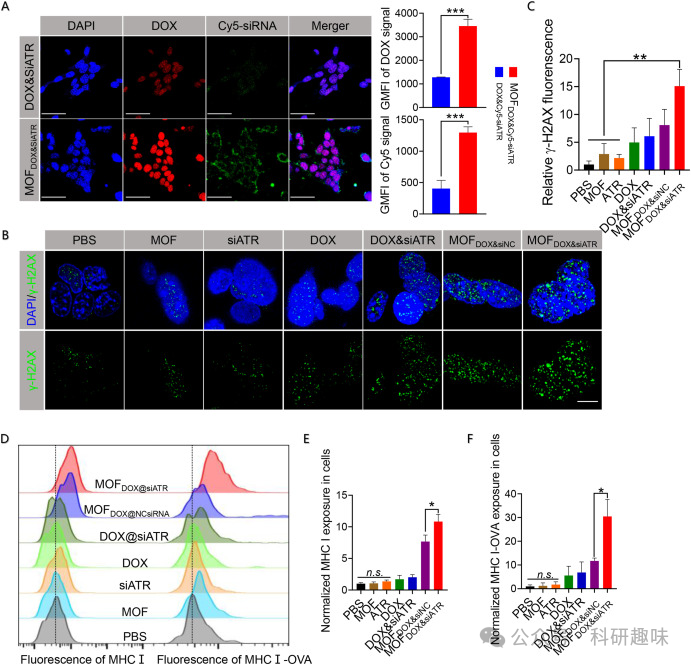 A
DAPI
DOX
Cy5-siRNA
Merger
DOX&SiATR
MOFDOX&SiATR
GMFI of DOX signal
4000
3000
2000
1000
0
***
GMFI of Cy5 signal
1500
1000
500
0
***
DOX&Cy5-siATR
MOFDOX&Cy5-siATR
C
Relative γ-H2AX fluorenscence
20
15
10
5
0
**
PBS
MOF
ATR
DOX
DOX&siATR
MOFDOX&siNC
MOFDOX&siATR
B
PBS
MOF
siATR
DOX
DOX&siATR
MOFDOX&siNC
MOFDOX&siATR
DAPI/γ-H2AX
γ-H2AX
D
MOFDOX@siATR
MOFDOX@NCsiRNA
DOX@siATR
DOX
siATR
MOF
PBS
Fluorescence of MHC I
Fluorescence of MHC I-OVA
E
Normalized MHC I exposure in cells
15
10
5
0
n.s.
*
PBS
MOF
ATR
DOX
DOX&siATR
MOFDOX&siNC
MOFDOX&siATR
F
Normalized MHC I-OVA exposure in cells
40
30
20
10
0
n.s.
*
PBS
MOF
ATR
DOX
DOX&siATR
MOFDOX&siNC
MOFDOX&siATR
科研趣味